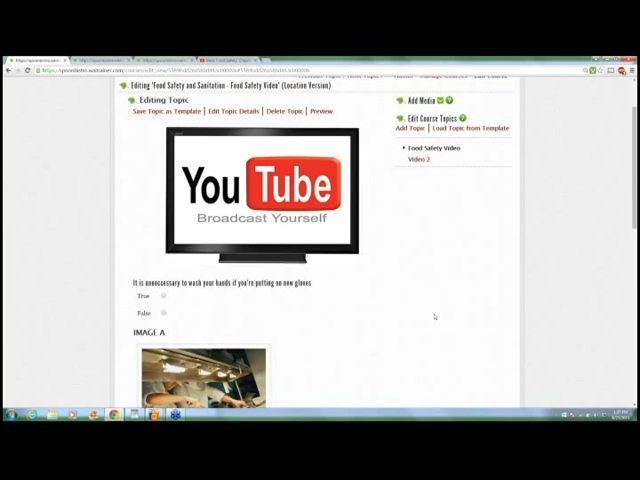 Editing 'Food Safety and Sanitation - Food Safety Video' (Location Version)
Editing Topic
Save Topic as Template | Edit Topic Details | Delete Topic | Preview
You Tube
Broadcast Yourself
It is unneccessary to wash your hands if you're putting on new gloves
True
False
IMAGE A
Add Media
Edit Course Topics
Add Topic | Load Topic from Template
Food Safety Video
Video 2